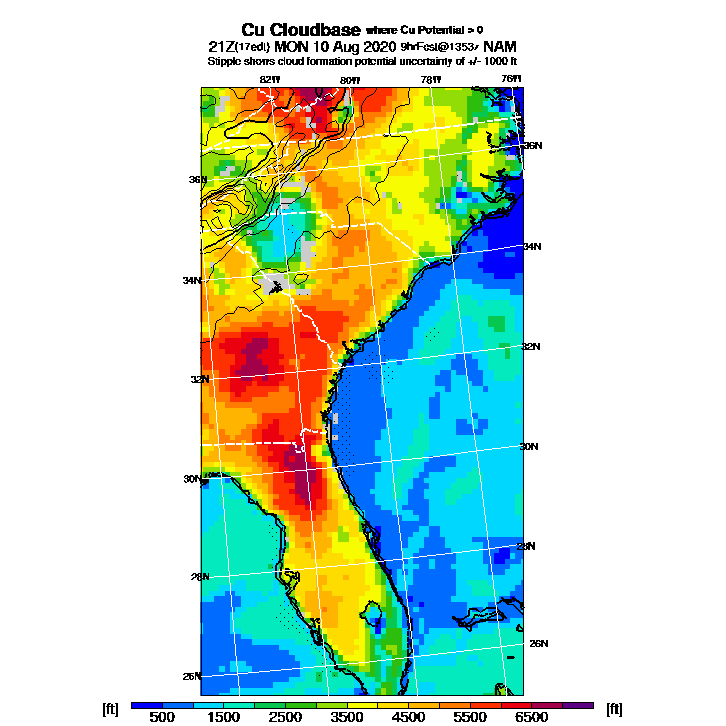 Cu Cloudbase where Cu Potential > 0
21Z(17edt) MON 10 Aug 2020 9hrFcst@1353z NAM
Stipple shows cloud formation potential uncertainty of +/- 1000 ft
82W 80W 78W 76W
36N
36N
34N
34N
32N
32N
30N
30N
28N
28N
26N
26N
[ft] [ft]
500 1500 2500 3500 4500 5500 6500